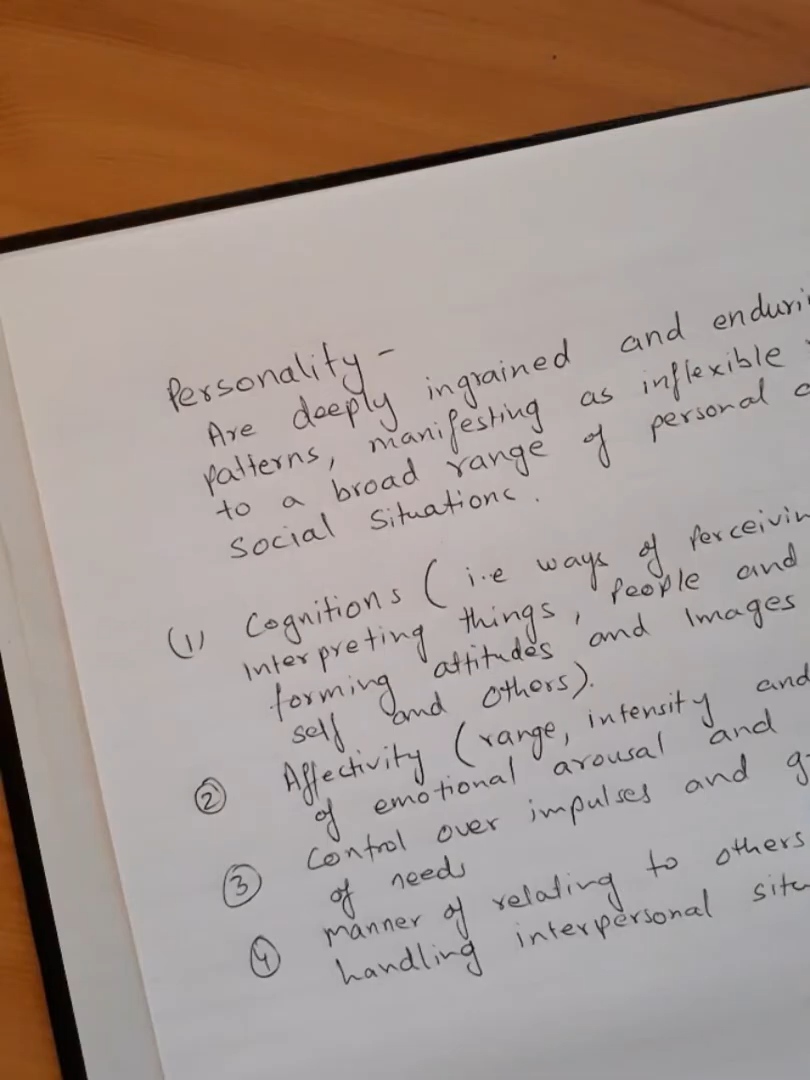 Personality -
Are deeply ingrained and enduri
patterns, manifesting as inflexible
to a broad range of personal
Social Situations.
(1) Cognitions (i.e ways of perceivin
Interpreting things, people and
forming attitudes and Images
self and others).
② Affectivity (range, intensity and
of emotional arousal and
③ Control over impulses and g
of needs
④ manner of relating to others
handling interpersonal situ